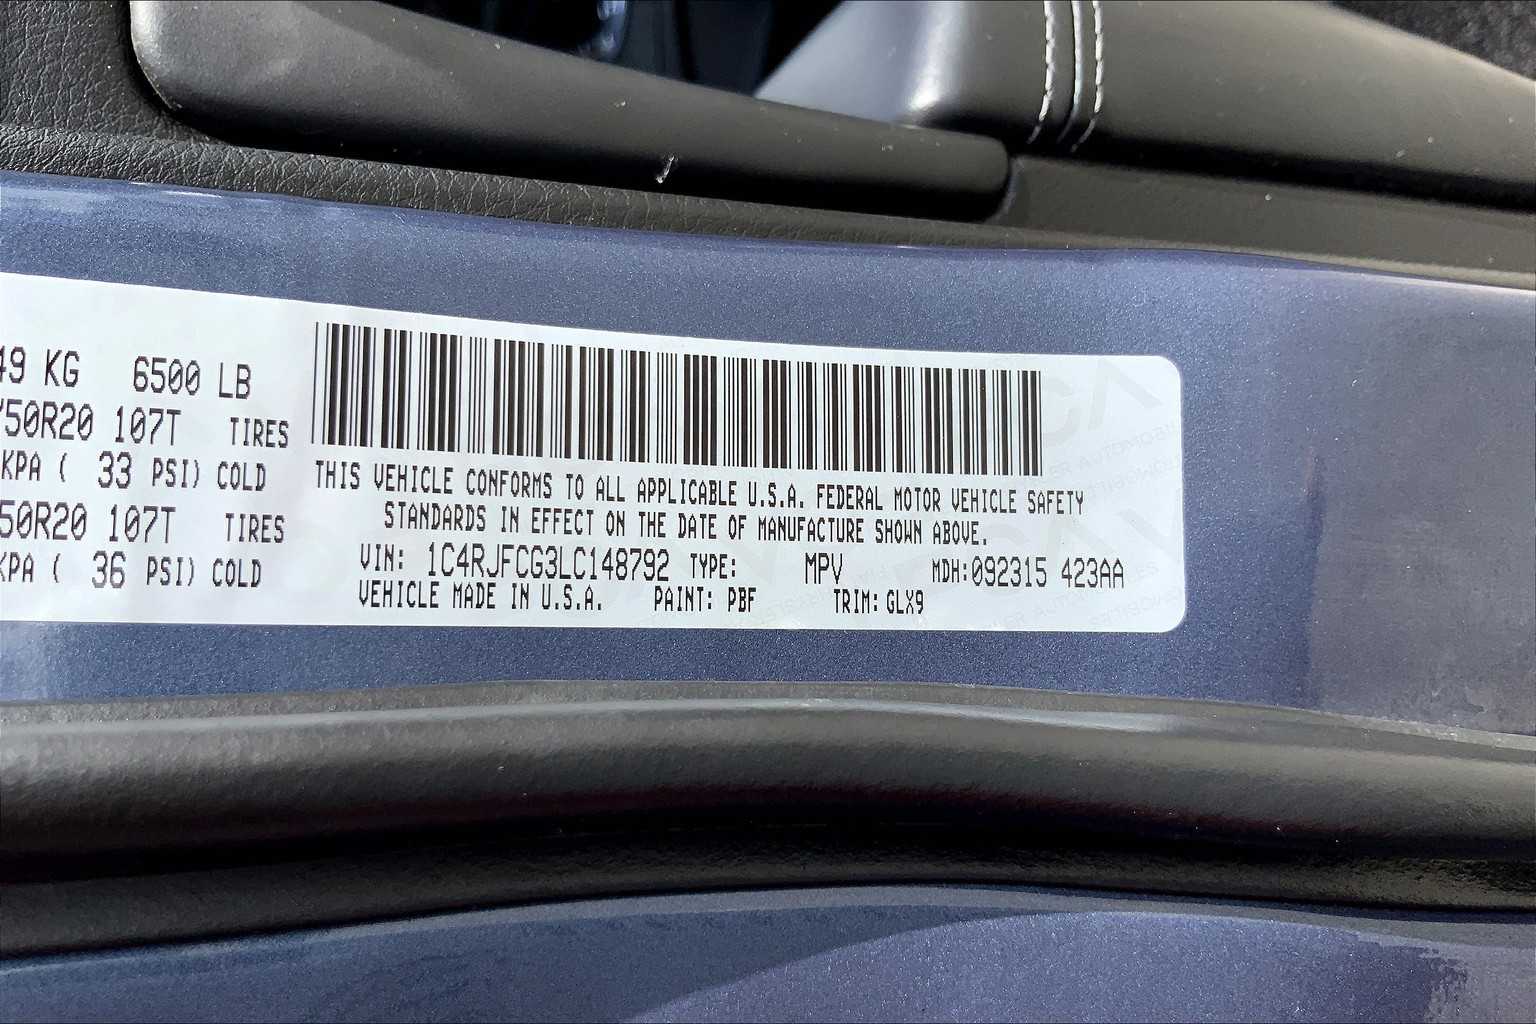 49 KG 6500 LB
50R20 107T TIRES
KPA ( 33 PSI) COLD
50R20 107T TIRES
KPA ( 36 PSI) COLD
THIS VEHICLE CONFORMS TO ALL APPLICABLE U.S.A. FEDERAL MOTOR VEHICLE SAFETY
STANDARDS IN EFFECT ON THE DATE OF MANUFACTURE SHOWN ABOVE.
VIN: 1C4RJFCG3LC148792 TYPE: MPV MDH:092315 423AA
VEHICLE MADE IN U.S.A. PAINT: PBF TRIM: GLX9